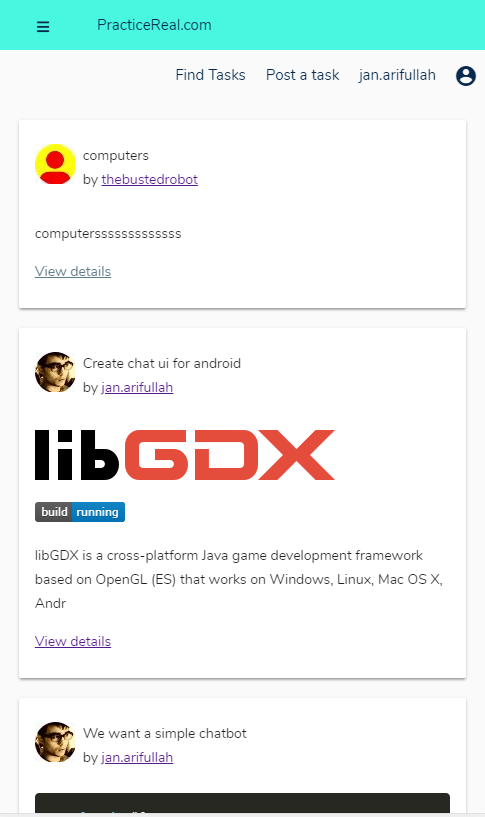 PracticeReal.com
Find Tasks Post a task jan.arifullah
computers
by thebustedrobot
computersssssssssssss
View details
Create chat ui for android
by jan.arifullah
libGDX
build running
libGDX is a cross-platform Java game development framework
based on OpenGL (ES) that works on Windows, Linux, Mac OS X,
Andr
View details
We want a simple chatbot
by jan.arifullah